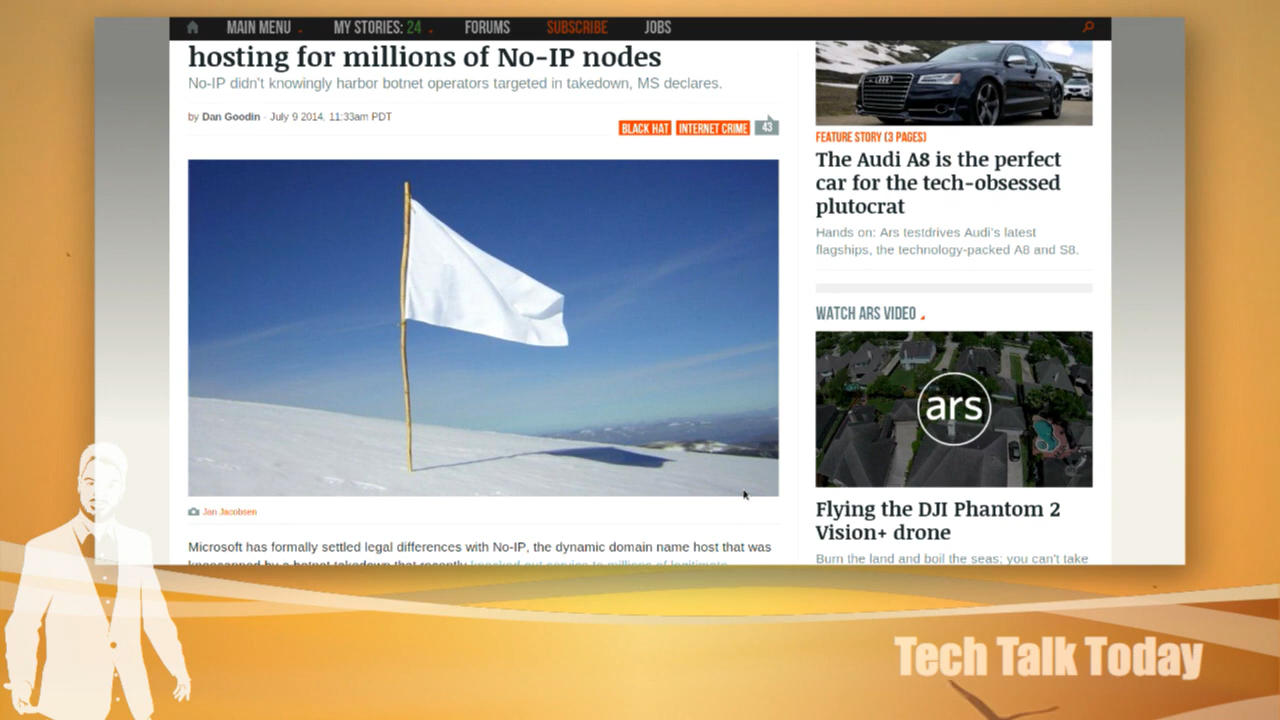 MAIN MENU
MY STORIES: 24
FORUMS
SUBSCRIBE
JOBS
hosting for millions of No-IP nodes
No-IP didn't knowingly harbor botnet operators targeted in takedown, MS declares.
by Dan Goodin - July 9 2014, 11:33am PDT
BLACK HAT
INTERNET CRIME
43
Jan Jacobsen
Microsoft has formally settled legal differences with No-IP, the dynamic domain name host that was
FEATURE STORY (3 PAGES)
The Audi A8 is the perfect
car for the tech-obsessed
plutocrat
Hands on: Ars testdrives Audi's latest
flagships, the technology-packed A8 and S8.
WATCH ARS VIDEO
ars
Flying the DJI Phantom 2
Vision+ drone
Burn the land and boil the seas; you can't take
Tech Talk Today